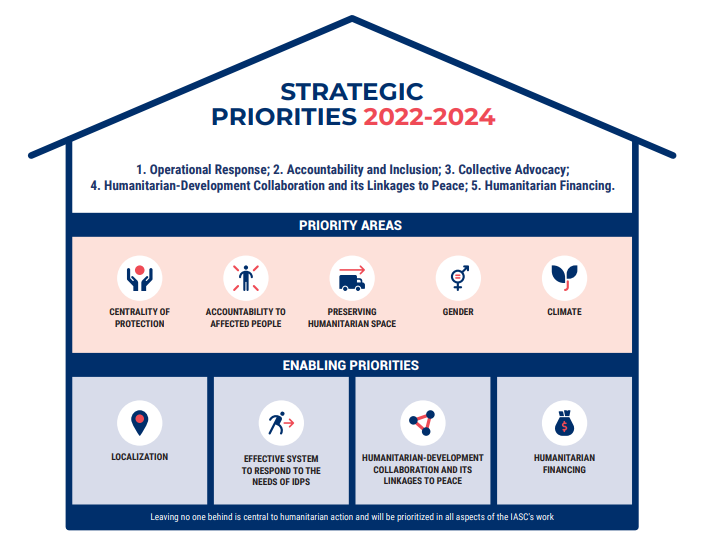 STRATEGIC
PRIORITIES 2022-2024
1. Operational Response; 2. Accountability and Inclusion; 3. Collective Advocacy;
4. Humanitarian-Development Collaboration and its Linkages to Peace; 5. Humanitarian Financing.
PRIORITY AREAS
CENTRALITY OF
PROTECTION
ACCOUNTABILITY TO
AFFECTED PEOPLE
PRESERVING
HUMANITARIAN SPACE
GENDER
CLIMATE
ENABLING PRIORITIES
LOCALIZATION
EFFECTIVE SYSTEM
TO RESPOND TO THE
NEEDS OF IDPS
HUMANITARIAN-DEVELOPMENT
COLLABORATION AND ITS
LINKAGES TO PEACE
$
HUMANITARIAN
FINANCING
Leaving no one behind is central to humanitarian action and will be prioritized in all aspects of the IASC's work